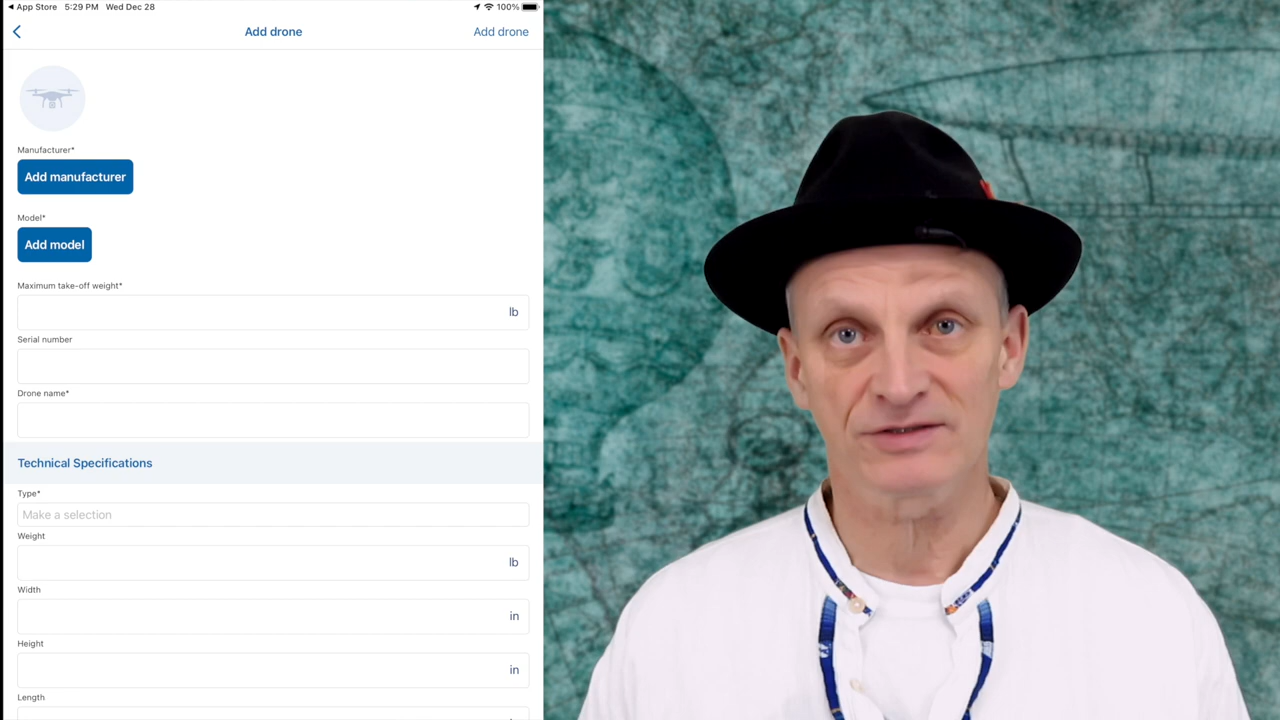 ◀ App Store 5:29 PM Wed Dec 28 100%
Add drone Add drone
Manufacturer*
Add manufacturer
Model*
Add model
Maximum take-off weight*
lb
Serial number
Drone name*
Technical Specifications
Type*
Make a selection
Weight
lb
Width
in
Height
in
Length